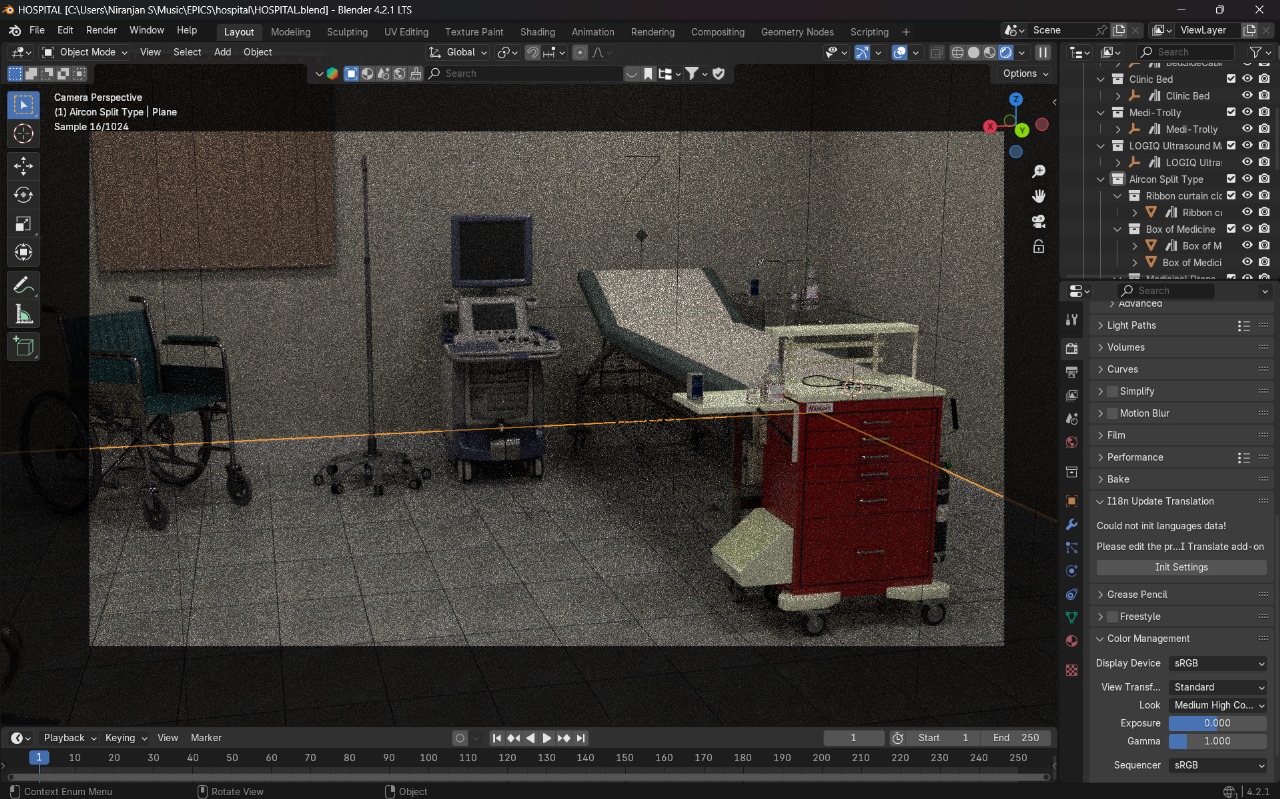 HOSPITAL [C:\Users\Niranjan S\Music\EPICS\hospital\HOSPITAL.blend] - Blender 4.2.1 LTS
File Edit Render Window Help Layout Modeling Sculpting UV Editing Texture Paint Shading Animation Rendering Compositing Geometry Nodes Scripting + Scene ViewLayer
Object Mode View Select Add Object Global Search
Search Options
Camera Perspective
(1) Aircon Split Type | Plane
Sample 16/1024
Z
X
Y
Clinic Bed
Clinic Bed
Medi-Trolly
Medi-Trolly
LOGIQ Ultrasound M
LOGIQ Ultra
Aircon Split Type
Ribbon curtain clo
Ribbon c
Box of Medicine
Box of M
Box of Medici
Search
Advanced
Light Paths
Volumes
Curves
Simplify
Motion Blur
Film
Performance
Bake
I18n Update Translation
Could not init languages data!
Please edit the pr...I Translate add-on
Init Settings
Grease Pencil
Freestyle
Color Management
Display Device sRGB
View Transf... Standard
Look Medium High Co...
Exposure 0.000
Gamma 1.000
Sequencer sRGB
Playback Keying View Marker 1 Start 1 End 250
1 10 20 30 40 50 60 70 80 90 100 110 120 130 140 150 160 170 180 190 200 210 220 230 240 250
Context Enum Menu Rotate View Object 4.2.1